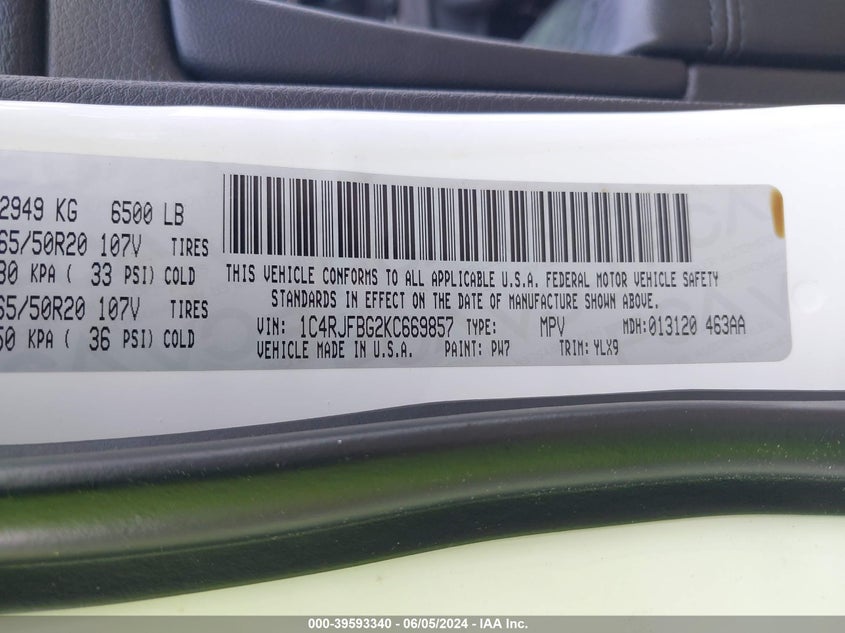 2949 KG 6500 LB
65/50R20 107V TIRES
30 KPA ( 33 PSI) COLD
65/50R20 107V TIRES
50 KPA ( 36 PSI) COLD
THIS VEHICLE CONFORMS TO ALL APPLICABLE U.S.A. FEDERAL MOTOR VEHICLE SAFETY
STANDARDS IN EFFECT ON THE DATE OF MANUFACTURE SHOWN ABOVE.
VIN: 1C4RJFBG2KC669857 TYPE: MPV MDH:013120 463AA
VEHICLE MADE IN U.S.A. PAINT: PW7 TRIM: YLX9
000-39593340 - 06/05/2024 - IAA Inc.